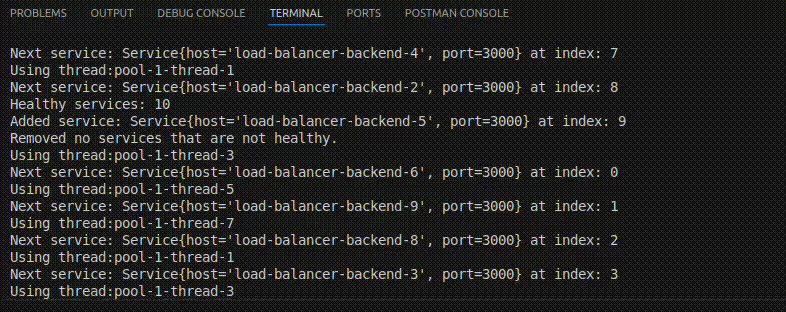 PROBLEMS OUTPUT DEBUG CONSOLE TERMINAL PORTS POSTMAN CONSOLE
Next service: Service{host='load-balancer-backend-4', port=3000} at index: 7
Using thread:pool-1-thread-1
Next service: Service{host='load-balancer-backend-2', port=3000} at index: 8
Healthy services: 10
Added service: Service{host='load-balancer-backend-5', port=3000} at index: 9
Removed no services that are not healthy.
Using thread:pool-1-thread-3
Next service: Service{host='load-balancer-backend-6', port=3000} at index: 0
Using thread:pool-1-thread-5
Next service: Service{host='load-balancer-backend-9', port=3000} at index: 1
Using thread:pool-1-thread-7
Next service: Service{host='load-balancer-backend-8', port=3000} at index: 2
Using thread:pool-1-thread-1
Next service: Service{host='load-balancer-backend-3', port=3000} at index: 3
Using thread:pool-1-thread-3